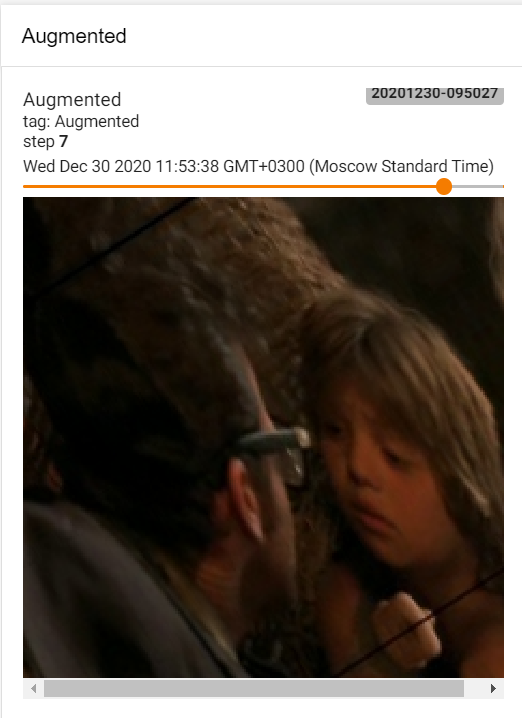 Augmented
Augmented
20201230-095027
tag: Augmented
step 7
Wed Dec 30 2020 11:53:38 GMT+0300 (Moscow Standard Time)